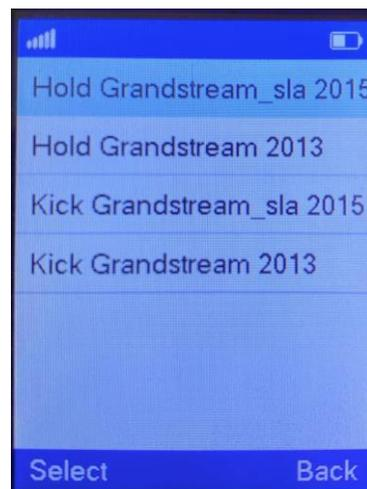 Hold Grandstream_sla 2015
Hold Grandstream 2013
Kick Grandstream_sla 2015
Kick Grandstream 2013
Select Back